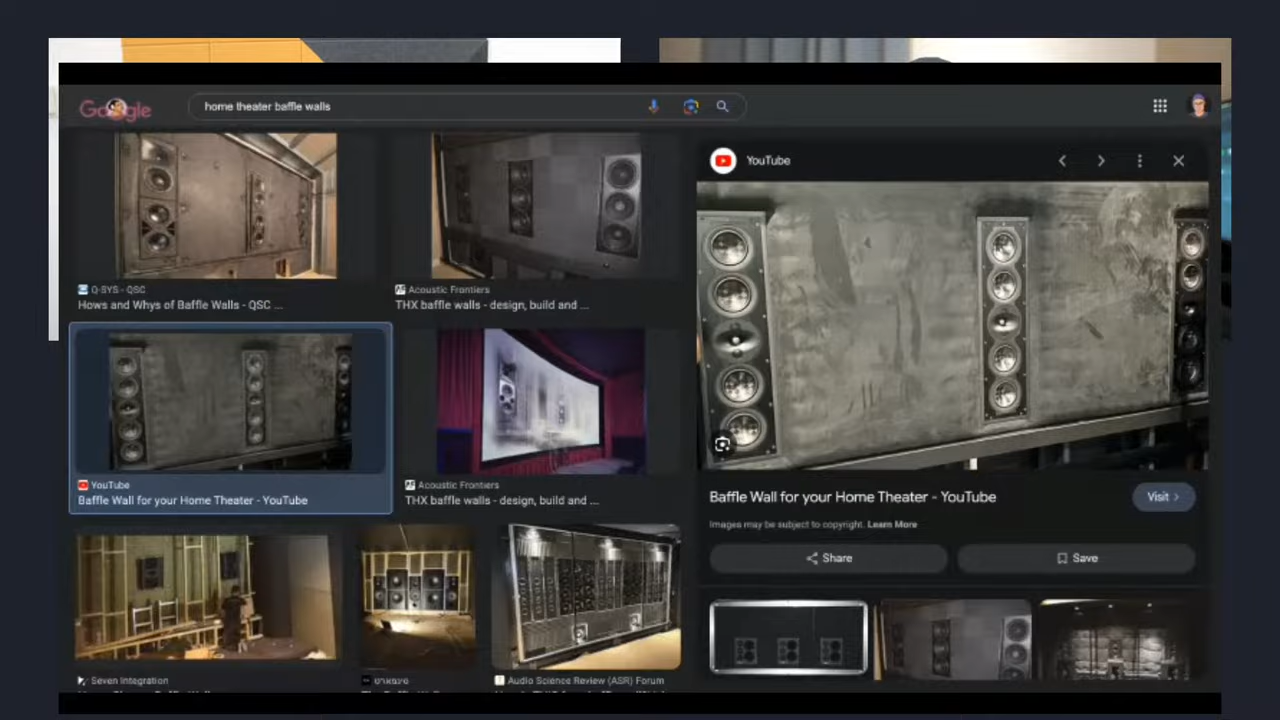 Google
home theater baffle walls
YouTube
Q-SYS - QSC
Hows and Whys of Baffle Walls - QSC ...
Acoustic Frontiers
THX baffle walls - design, build and ...
YouTube
Baffle Wall for your Home Theater - YouTube
Acoustic Frontiers
THX baffle walls - design, build and ...
Baffle Wall for your Home Theater - YouTube
Visit
Images may be subject to copyright. Learn More
Share
Save
Seven Integration
Audio Science Review (ASR) Forum